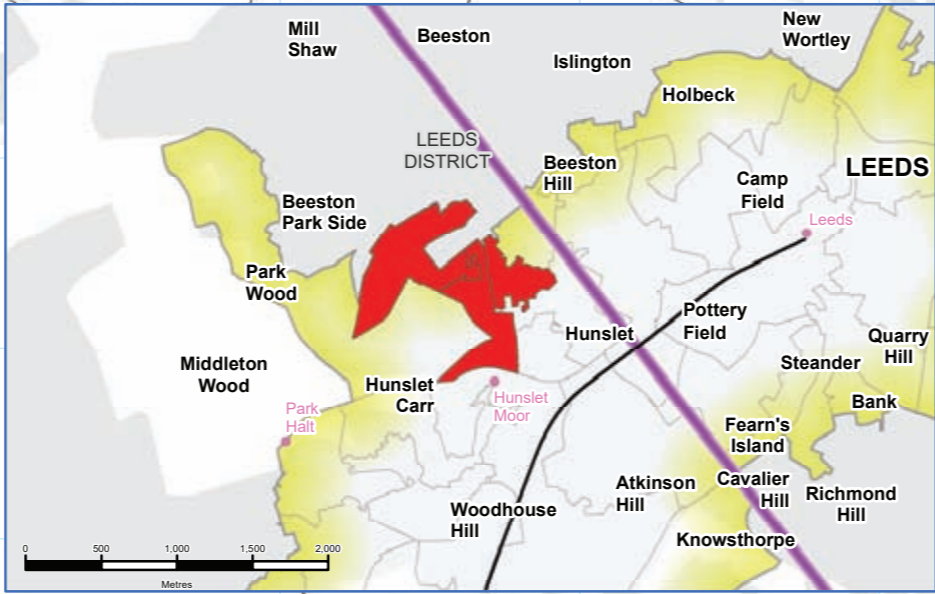 Mill
Shaw
Beeston
New
Wortley
Islington
Holbeck
LEEDS
DISTRICT
Beeston
Hill
LEEDS
Camp
Field
Beeston
Park Side
Leeds
Park
Wood
Pottery
Field
Hunslet
Quarry
Hill
Steander
Middleton
Wood
Hunslet
Carr
Hunslet
Moor
Bank
Park
Halt
Fearn's
Island
Atkinson
Hill
Cavalier
Hill
Richmond
Hill
Woodhouse
Hill
Knowsthorpe
0 500 1,000 1,500 2,000
Metres